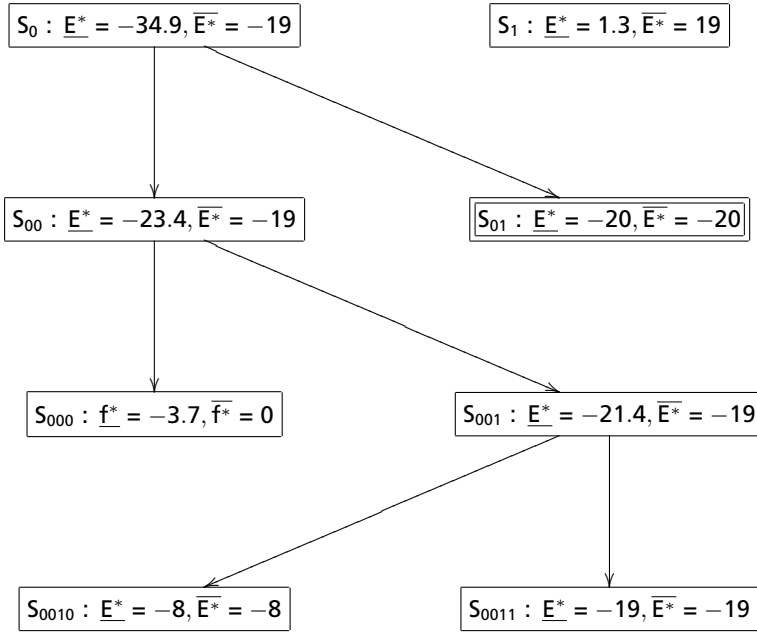 S₀ : E* = −34.9, E* = −19
S₁ : E* = 1.3, E* = 19
S₀₀ : E* = −23.4, E* = −19
S₀₁ : E* = −20, E* = −20
S₀₀₀ : f* = −3.7, f* = 0
S₀₀₁ : E* = −21.4, E* = −19
S₀₀₁₀ : E* = −8, E* = −8
S₀₀₁₁ : E* = −19, E* = −19